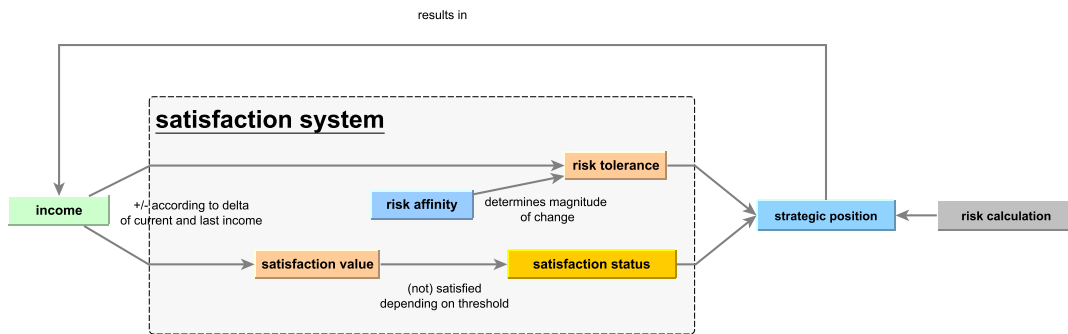 results in
satisfaction system
risk tolerance
risk affinity
determines magnitude
of change
income
+/- according to delta
of current and last income
strategic position
risk calculation
satisfaction value
satisfaction status
(not) satisfied
depending on threshold